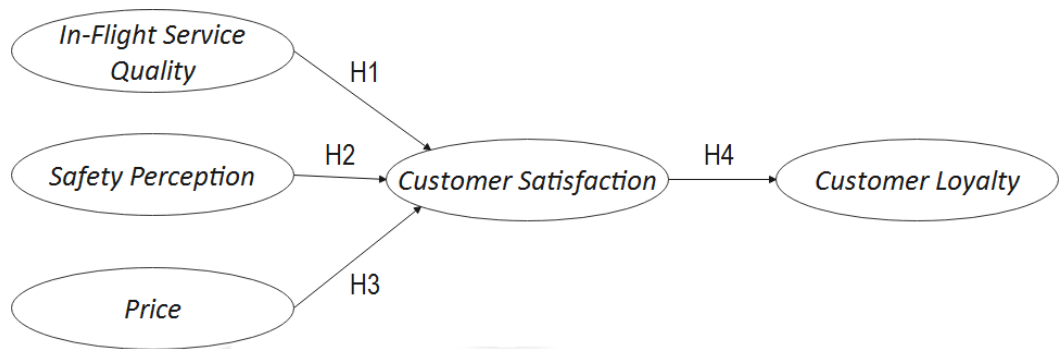 In-Flight Service
Quality
H1
Safety Perception
H2
Customer Satisfaction
H4
Customer Loyalty
Price
H3